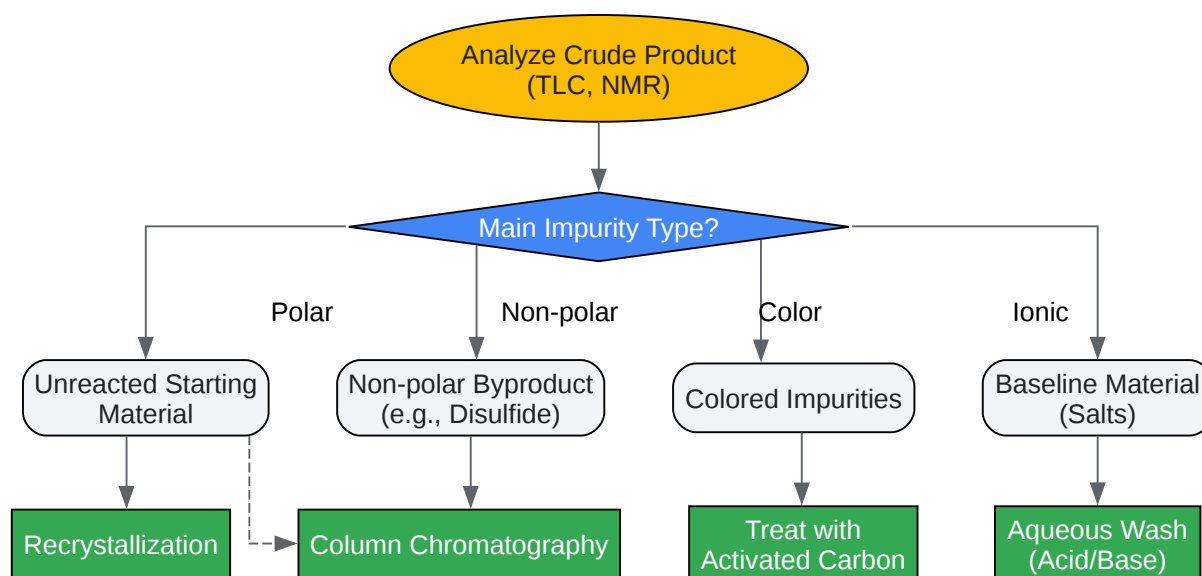 Analyze Crude Product
(TLC, NMR)
Main Impurity Type?
Polar
Non-polar
Color
Ionic
Unreacted Starting
Material
Non-polar Byproduct
(e.g., Disulfide)
Colored Impurities
Baseline Material
(Salts)
Recrystallization
Column Chromatography
Treat with
Activated Carbon
Aqueous Wash
(Acid/Base)